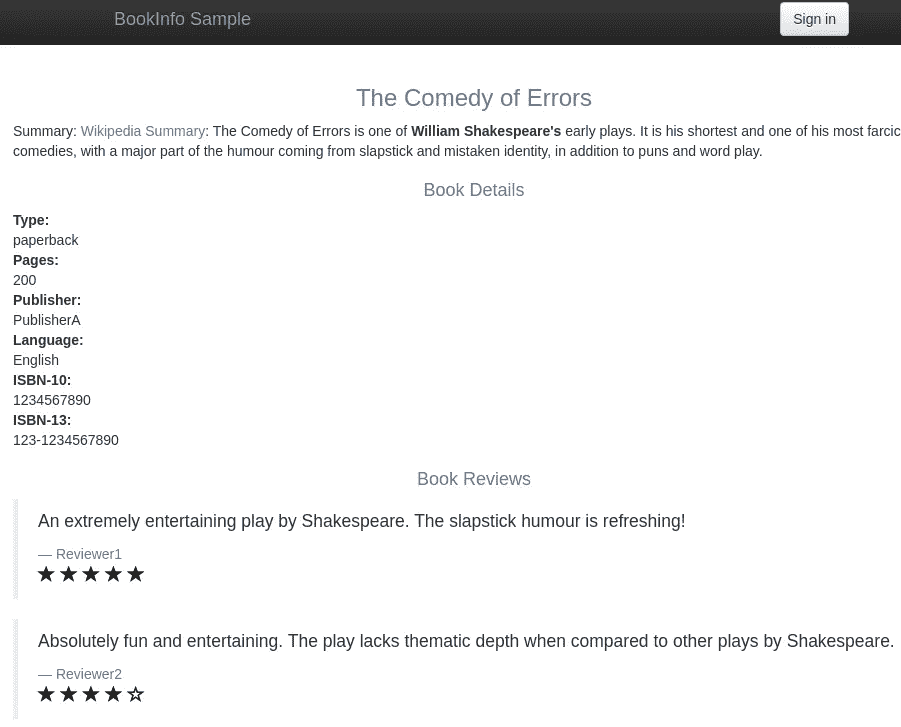 BookInfo Sample
Sign in
The Comedy of Errors
Summary: Wikipedia Summary: The Comedy of Errors is one of William Shakespeare's early plays. It is his shortest and one of his most farcic
comedies, with a major part of the humour coming from slapstick and mistaken identity, in addition to puns and word play.
Book Details
Type:
paperback
Pages:
200
Publisher:
PublisherA
Language:
English
ISBN-10:
1234567890
ISBN-13:
123-1234567890
Book Reviews
An extremely entertaining play by Shakespeare. The slapstick humour is refreshing!
— Reviewer1
★ ★ ★ ★ ★
Absolutely fun and entertaining. The play lacks thematic depth when compared to other plays by Shakespeare.
— Reviewer2
★ ★ ★ ★ ☆